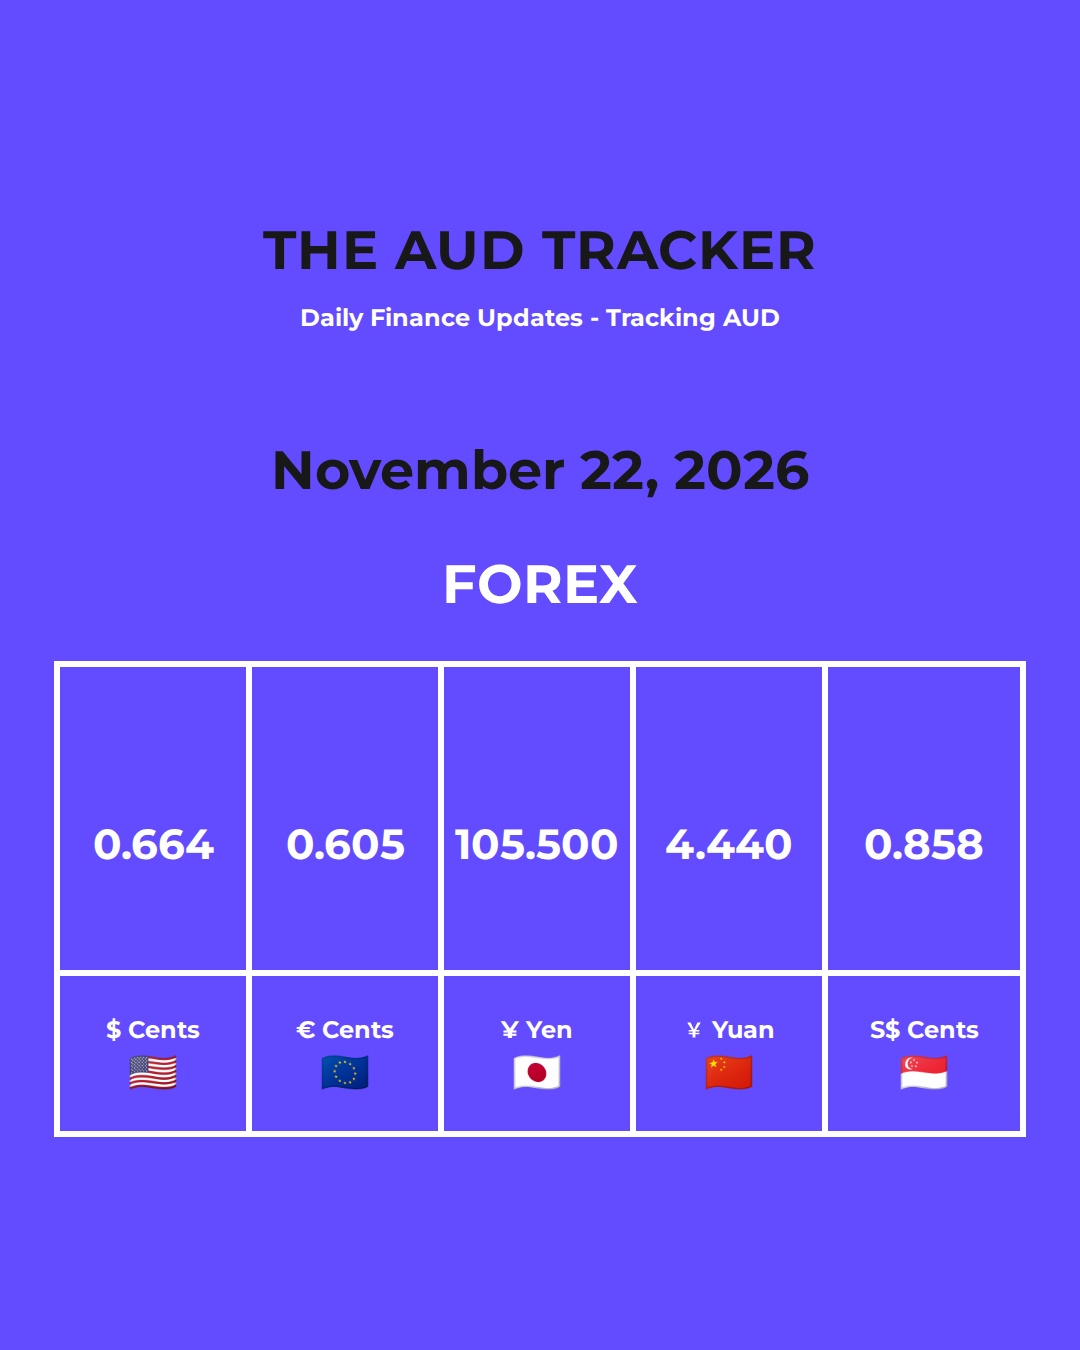 THE AUD TRACKER
Daily Finance Updates - Tracking AUD
November 22, 2026
FOREX
0.664 0.605 105.500 4.440 0.858
$ Cents € Cents ¥ Yen ¥ Yuan S$ Cents